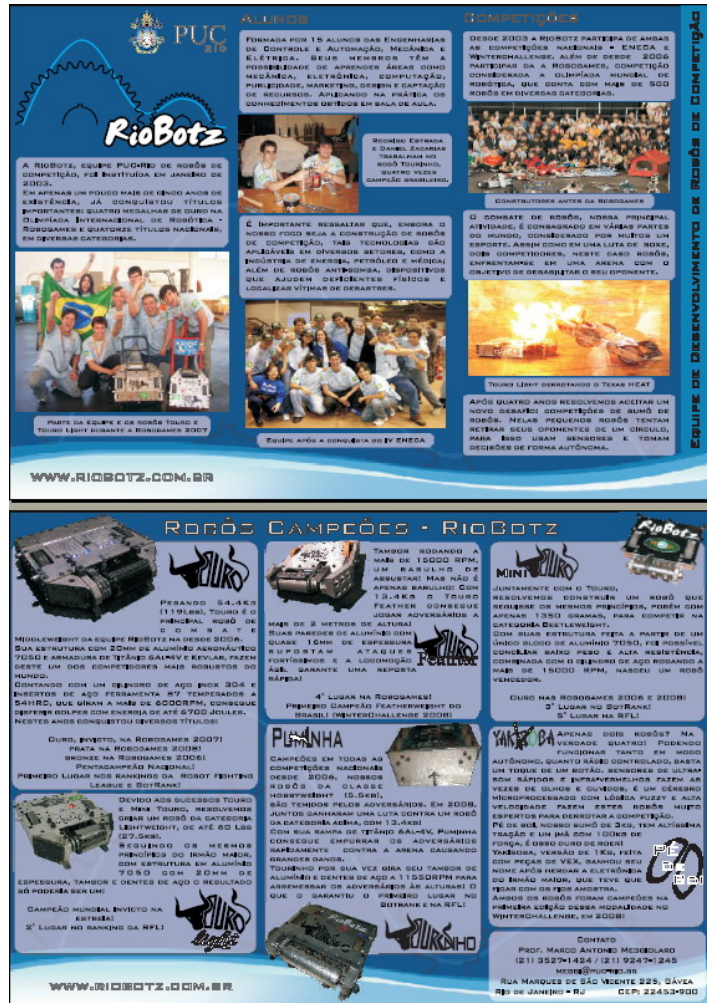 PUC
RIO
RioBotz
A RioBotz, equipe PUC-Rio de robôs de
competição, foi instituída em janeiro de
2003.
Em apenas um pouco mais de cinco anos de
existência, já conquistou títulos
importantes: quatro medalhas de ouro na
Olimpíada Internacional de Robótica -
Robogames e quatorze títulos nacionais,
em diversas categorias.
Parte da Equipe e os robôs Touro e
Touro Light durante a Robogames 2007
www.riobotz.com.br
Alunos
Formada por 15 alunos das Engenharias
de Controle e Automação, Mecânica e
Elétrica. Seus membros têm a
possibilidade de aprender áreas como
mecânica, eletrônica, computação,
publicidade, marketing, design e captação
de recursos. Aplicando na prática os
conhecimentos obtidos em sala de aula.
Rodrigo Estrada
e Daniel Zacarias
trabalham no
robô Tourinho,
quatro vezes
campeão brasileiro.
É importante ressaltar que, embora o
nosso foco seja a construção de robôs
de competição, tais tecnologias são
aplicáveis em diversos setores, como a
indústria de energia, petróleo e médica;
além de robôs anti-bomba, dispositivos
que ajudem deficientes físicos e
localizar vítimas de desastres.
Equipe após a conquista do IV ENECA
Competições
Desde 2003 a RioBotz participa de ambas
as competições nacionais - ENECA e
Winterchallenge, além de desde 2006
participar da a Robogames, competição
considerada a olimpíada mundial de
robótica, que conta com mais de 500
robôs em diversas categorias.
Construtores antes da Robogames
O combate de robôs, nossa principal
atividade, é consagrado em várias partes
do mundo, considerado por muitos um
esporte. Assim como em uma luta de boxe,
dois competidores, neste caso robôs,
enfrentam-se em uma arena com o
objetivo de desabilitar o seu oponente.
Touro Light derrotando o Texas HEAT
Após quatro anos resolvemos aceitar um
novo desafio: competições de sumô de
robôs. Nelas pequenos robôs tentam
retirar seus oponentes de um círculo,
para isso usam sensores e tomam
decisões de forma autônoma.
Equipe de Desenvolvimento de Robôs de Competição
Robôs Campeões - RioBotz
Touro
Pesando 54.4Kg
(119Lbs), Touro é o
principal robô de
combate
Middleweight da equipe RioBotz na desde 2006.
Sua estrutura com 20mm de alumínio aeronáutico
7050 e armadura de titânio 6Al-4V e Kevlar, fazem
deste um dos competidores mais robustos do
mundo.
Contando com um cilindro de aço inox 304 e
insertos de aço ferramenta S7 temperados a
54HRC, que giram a mais de 6000RPM, consegue
disferir golpes com energia de até 6700 Joules.
Nestes anos conquistou diversos títulos:
Ouro, invicto, na Robogames 2007!
Prata na Robogames 2008!
Bronze na Robogames 2006!
Pentacampeão Nacional!
Primeiro lugar nos rankings da Robot Fighting
League e BotRank!
Devido aos sucessos Touro
e Mini Touro, resolvemos
criar um robô da categoria
Lightweight, de até 60 Lbs
(27.5kg).
Seguindo os mesmos
princípios do irmão maior,
com estrutura em alumínio
7050 com 20mm de
espessura, tambor e dentes de aço o resultado
só poderia ser um:
Campeão mundial invicto na
estreia!
2° lugar no ranking da RFL!
Touro
Light
www.riobotz.com.br
Tambor rodando a
mais de 15000 RPM,
um barulho de
assustar! Mas não é
apenas barulho! Com
13.4Kg o Touro
Feather consegue
jogar adversários a
mais de 2 metros de altura!
Suas paredes de alumínio com
quase 16mm de espessura
suportam ataques
fortíssimos e a locomoção
ágil garante uma reposta
rápida!
Touro
Feather
4° lugar na Robogames!
Primeiro Campeão Featherweight do
Brasil (WinterChallenge 2008)
Puminha
Campeões em todas as
competições nacionais
desde 2006, nossos
robôs da classe
hobbyweight (5.5Kg),
são temidos pelos adversários. Em 2008,
juntos ganharam uma luta contra um robô
da categoria acima, com 13.4kg!
Com sua rampa de titânio 6Al-4V, Puminha
consegue empurrar os adversários
rapidamente contra a arena causando
grandes danos.
Tourinho por sua vez gira seu tambor de
alumínio e dentes de aço a 11500RPM para
arremessar os adversários às alturas! O
que o garantiu o primeiro lugar no
Botrank e na RFL!
Tourinho
Mini Touro
RioBotz
Juntamente com o Touro,
resolvemos construir um robô que
seguisse os mesmos princípios, porém com
apenas 1350 gramas, para competir na
categoria Beetleweight.
Com sua estrutura feita a partir de um
único bloco de alumínio 7050, foi possível
conciliar baixo peso e alta resistência,
combinada com o cilindro de aço rodando a
mais de 15000 RPM, nasceu um robô
vencedor.
Ouro nas Robogames 2006 e 2008!
3° lugar no BotRank!
5° lugar na RFL!
Yakisoba
Apenas dois robôs? Na
verdade quatro! Podendo
funcionar tanto em modo
autônomo, quanto rádio controlado, basta
um toque de um botão. Sensores de ultra-
som rápidos e infravermelhos fazem as
vezes de olhos e ouvidos, e um cérebro
microprocessado com lógica fuzzy e alta
velocidade fazem estes robôs muito
espertos para derrotar a competição.
Pé de Boi, nosso sumô de 3kg, tem altíssima
tração e um imã com 100kg de
força, é osso duro de roer!
Yakisoba, versão de 1Kg, feita
com peças de VEX, ganhou seu
nome após herdar a eletrônica
do irmão maior, que teve que
ficar com os fios amostra.
Ambos os robôs foram campeões na
primeira edição dessa modalidade no
WinterChallenge, em 2008!
Pé
de
Boi
Contato
Prof. Marco Antonio Meggiolaro
(21) 3527-1424 / (21) 9247-1245
meggi@puc-rio.br
Rua Marques de São Vicente 225, Gávea
Rio de Janeiro - RJ CEP: 22453-900